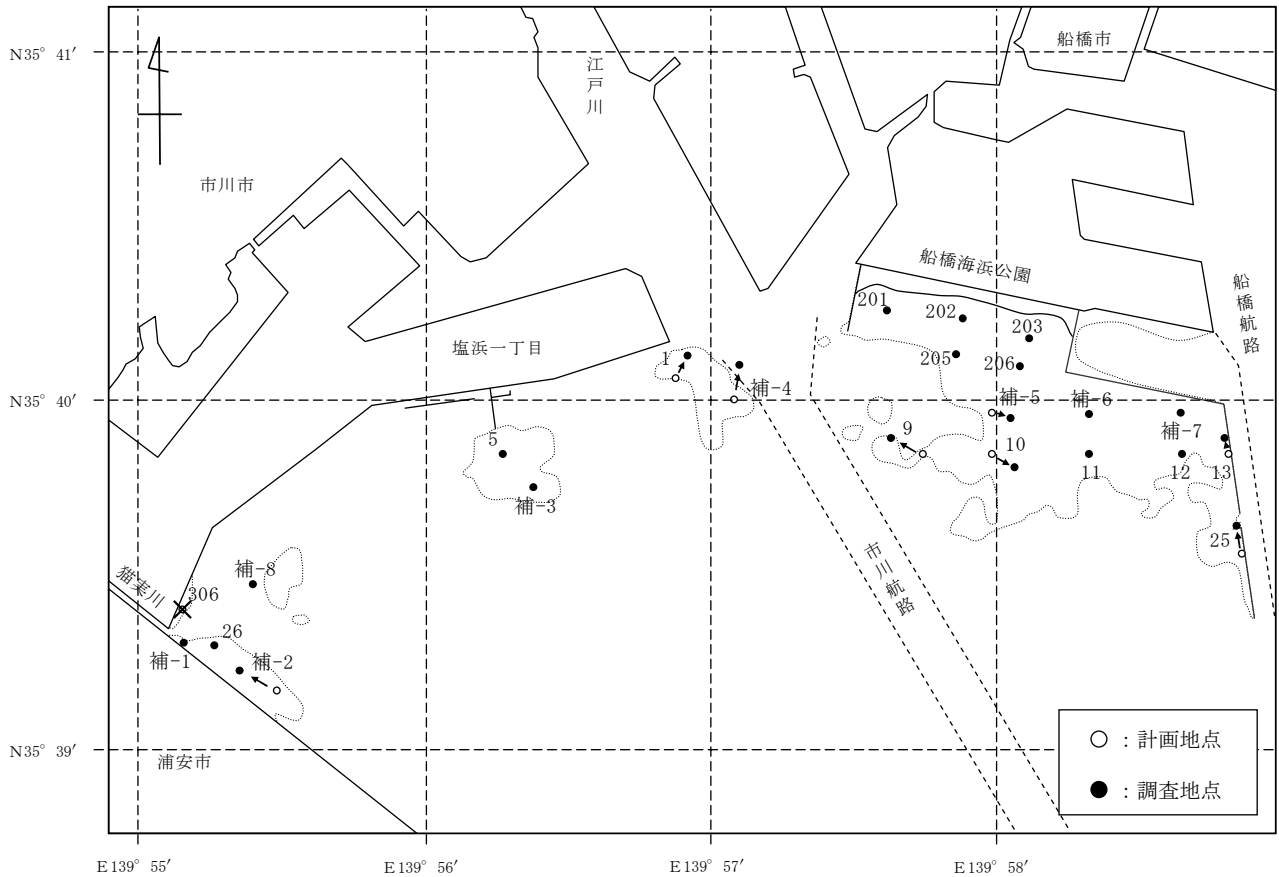 N35° 41′
船橋市
江戸川
市川市
船橋海浜公園
船橋航路
201
202
203
塩浜一丁目
205
206
1
補-4
N35° 40′
補-5
補-6
補-7
5
9
10
11
12
13
補-3
25
市川航路
補-8
猫実川
306
26
補-1
補-2
N35° 39′
浦安市
○ : 計画地点
● : 調査地点
E139° 55′
E139° 56′
E139° 57′
E139° 58′